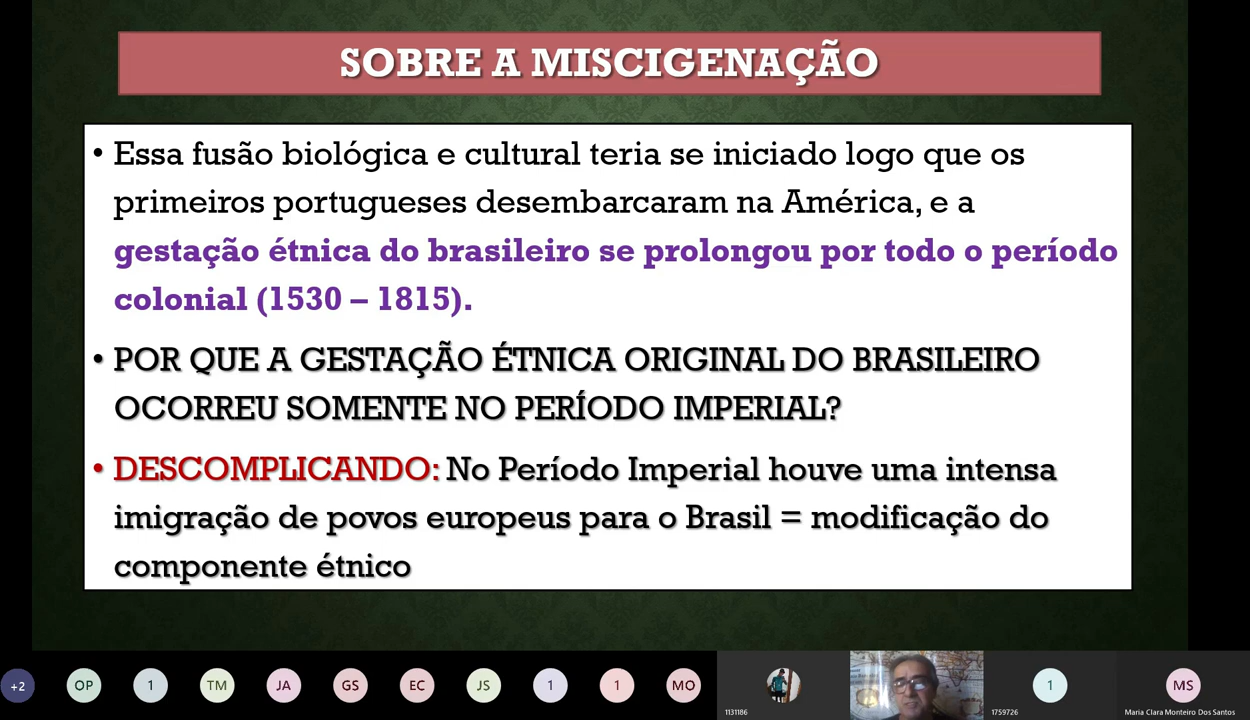 SOBRE A MISCIGENAÇÃO
• Essa fusão biológica e cultural teria se iniciado logo que os
primeiros portugueses desembarcaram na América, e a
gestação étnica do brasileiro se prolongou por todo o período
colonial (1530 – 1815).
• POR QUE A GESTAÇÃO ÉTNICA ORIGINAL DO BRASILEIRO
OCORREU SOMENTE NO PERÍODO IMPERIAL?
• DESCOMPLICANDO: No Período Imperial houve uma intensa
imigração de povos europeus para o Brasil = modificação do
componente étnico
+2 OP 1 TM JA GS EC JS 1 1 MO 1 MS
1131186 1759726 Maria Clara Monteiro Dos Santos